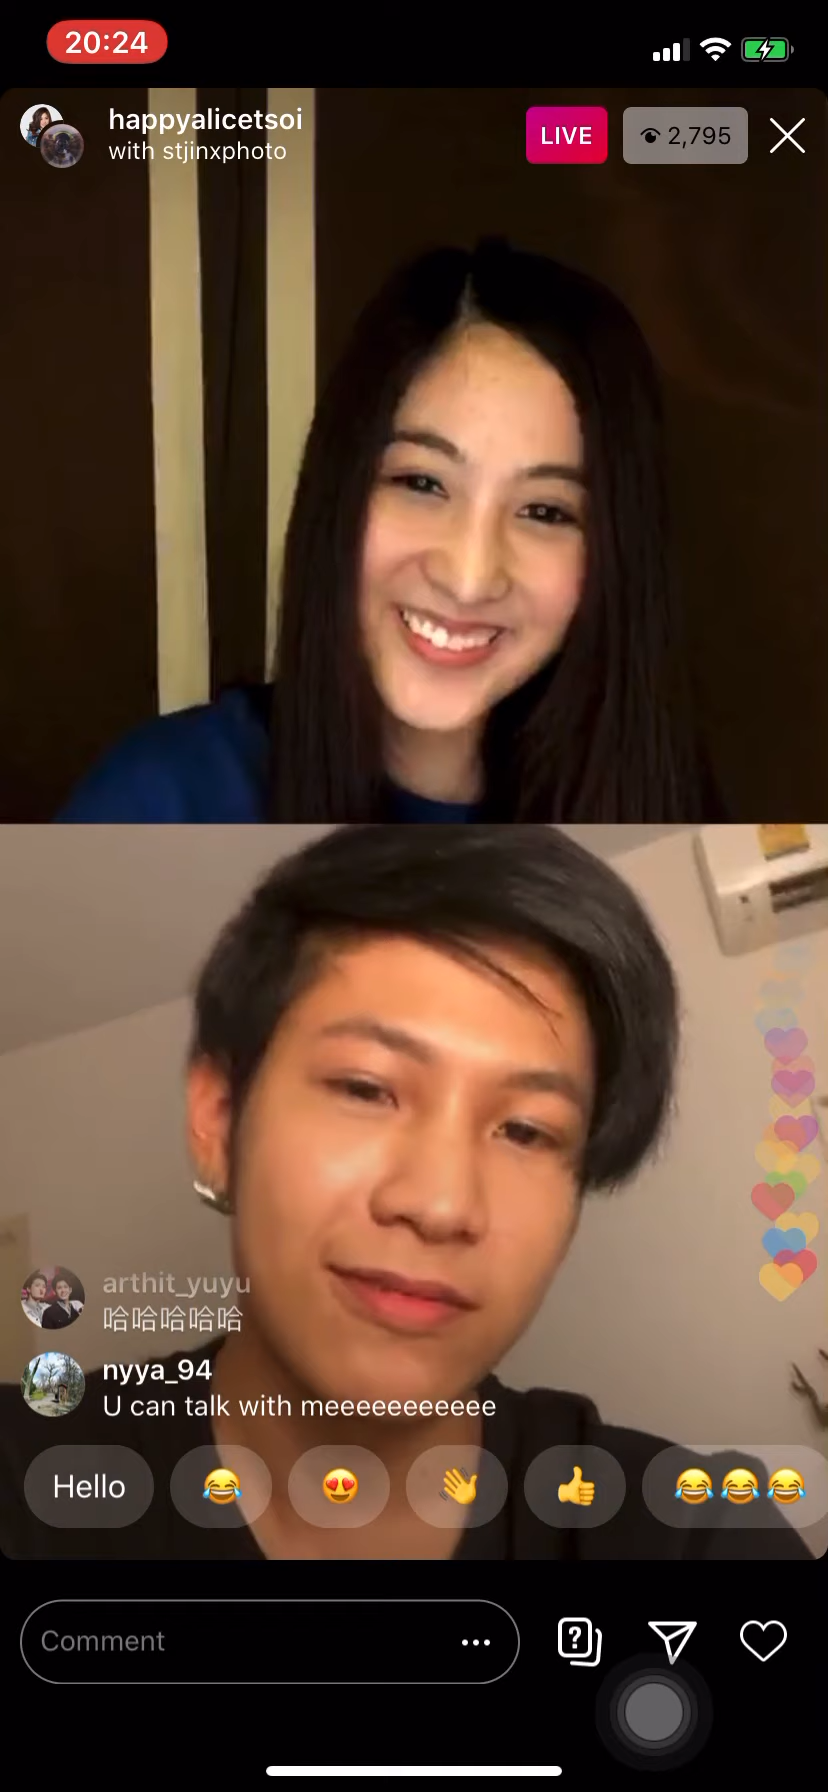 20:24
happyalicetsoi
with stjinxphoto
LIVE
2,795
arthit_yuyu
哈哈哈哈哈
nyya_94
U can talk with meeeeeeeeeee
Hello
Comment
?